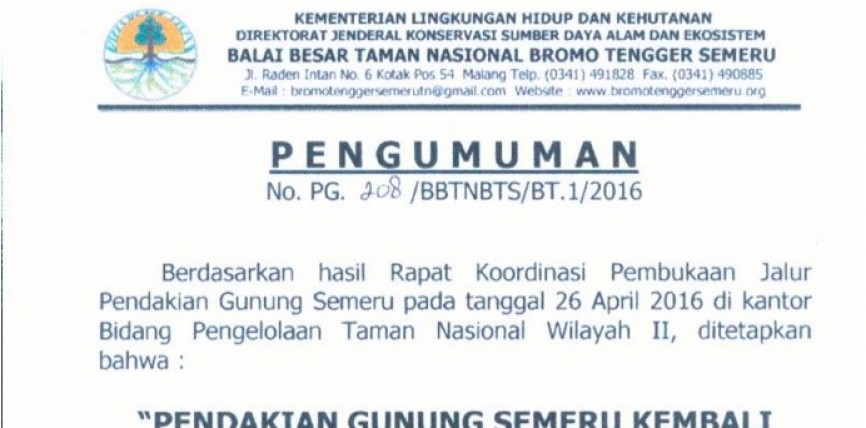 KEMENTERIAN LINGKUNGAN HIDUP DAN KEHUTANAN
DIREKTORAT JENDERAL KONSERVASI SUMBER DAYA ALAM DAN EKOSISTEM
BALAI BESAR TAMAN NASIONAL BROMO TENGGER SEMERU
Jl. Raden Intan No. 6 Kotak Pos 54 Malang Telp. (0341) 491828 Fax. (0341) 490885
E-Mail : bromotenggersemerutn@gmail.com Website : www.bromotenggersemeru.org
PENGUMUMAN
No. PG. 208 /BBTNBTS/BT.1/2016
Berdasarkan hasil Rapat Koordinasi Pembukaan Jalur
Pendakian Gunung Semeru pada tanggal 26 April 2016 di kantor
Bidang Pengelolaan Taman Nasional Wilayah II, ditetapkan
bahwa :
"PENDAKIAN GUNUNG SEMERU KEMBALI